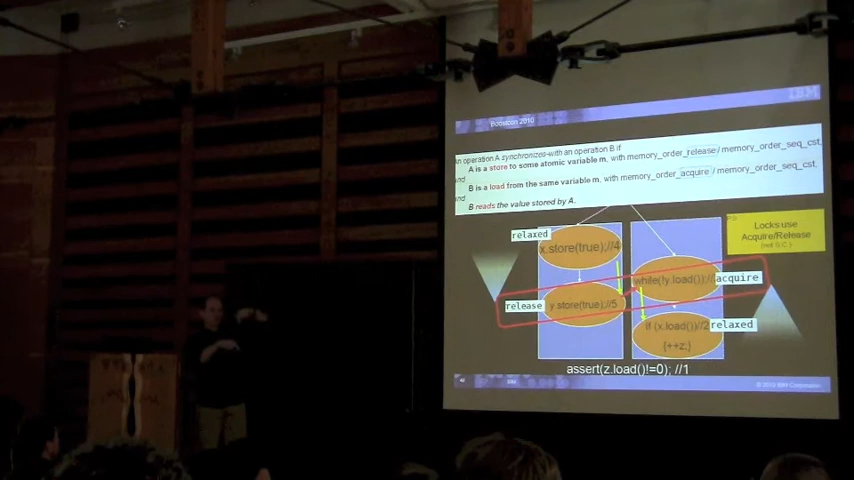 IBM
Boostcon 2010
An operation A synchronizes-with an operation B if
A is a store to some atomic variable m, with memory_order_release / memory_order_seq_cst,
and
B is a load from the same variable m, with memory_order_acquire / memory_order_seq_cst,
and
B reads the value stored by A.
Locks use
Acquire/Release
(not S.C.)
relaxed
x.store(true);//4
while(!y.load());//
acquire
release
y.store(true);//5
if (x.load())//2
relaxed
{++z;}
assert(z.load()!=0); //1
© 2010 IBM Corporation